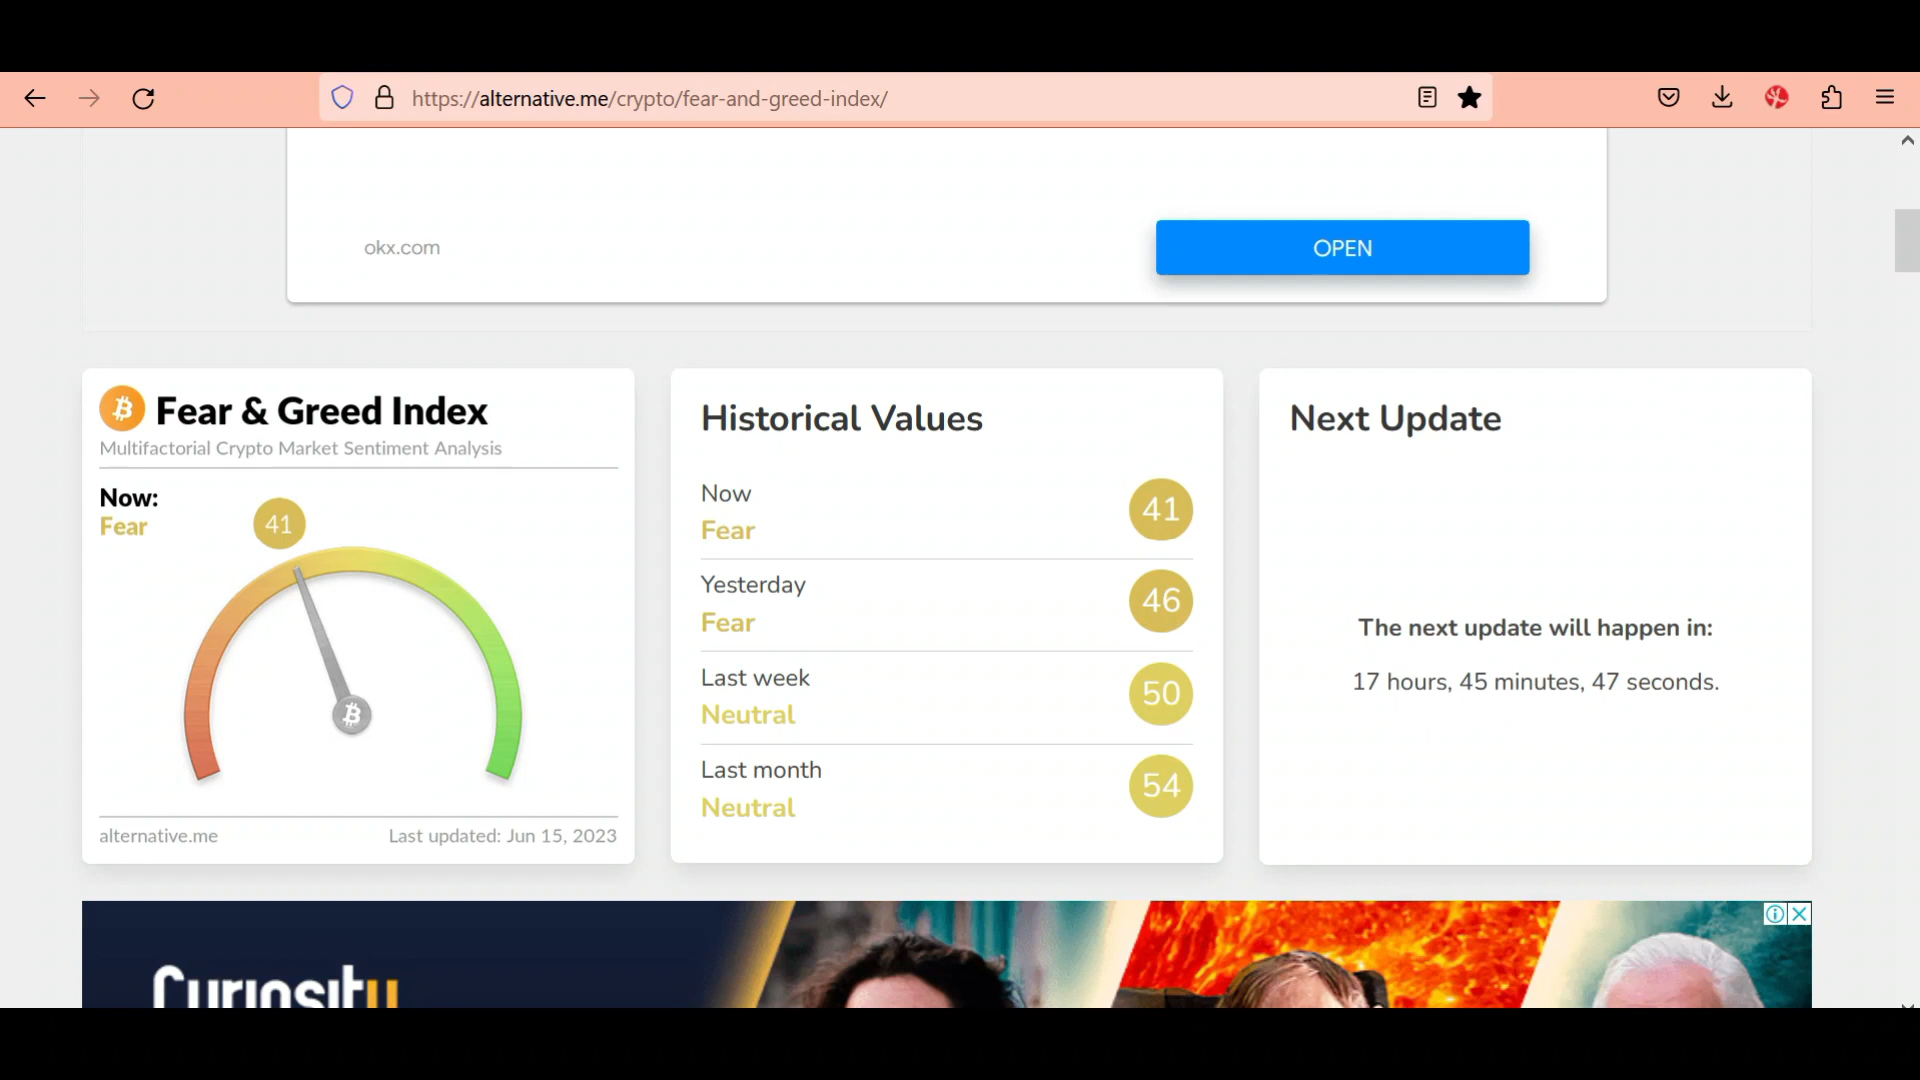 https://alternative.me/crypto/fear-and-greed-index/
okx.com
OPEN
Fear & Greed Index
Multifactorial Crypto Market Sentiment Analysis
Now:
Fear
41
alternative.me
Last updated: Jun 15, 2023
Historical Values
Now
Fear
41
Yesterday
Fear
46
Last week
Neutral
50
Last month
Neutral
54
Next Update
The next update will happen in:
17 hours, 45 minutes, 47 seconds.
Curiosity